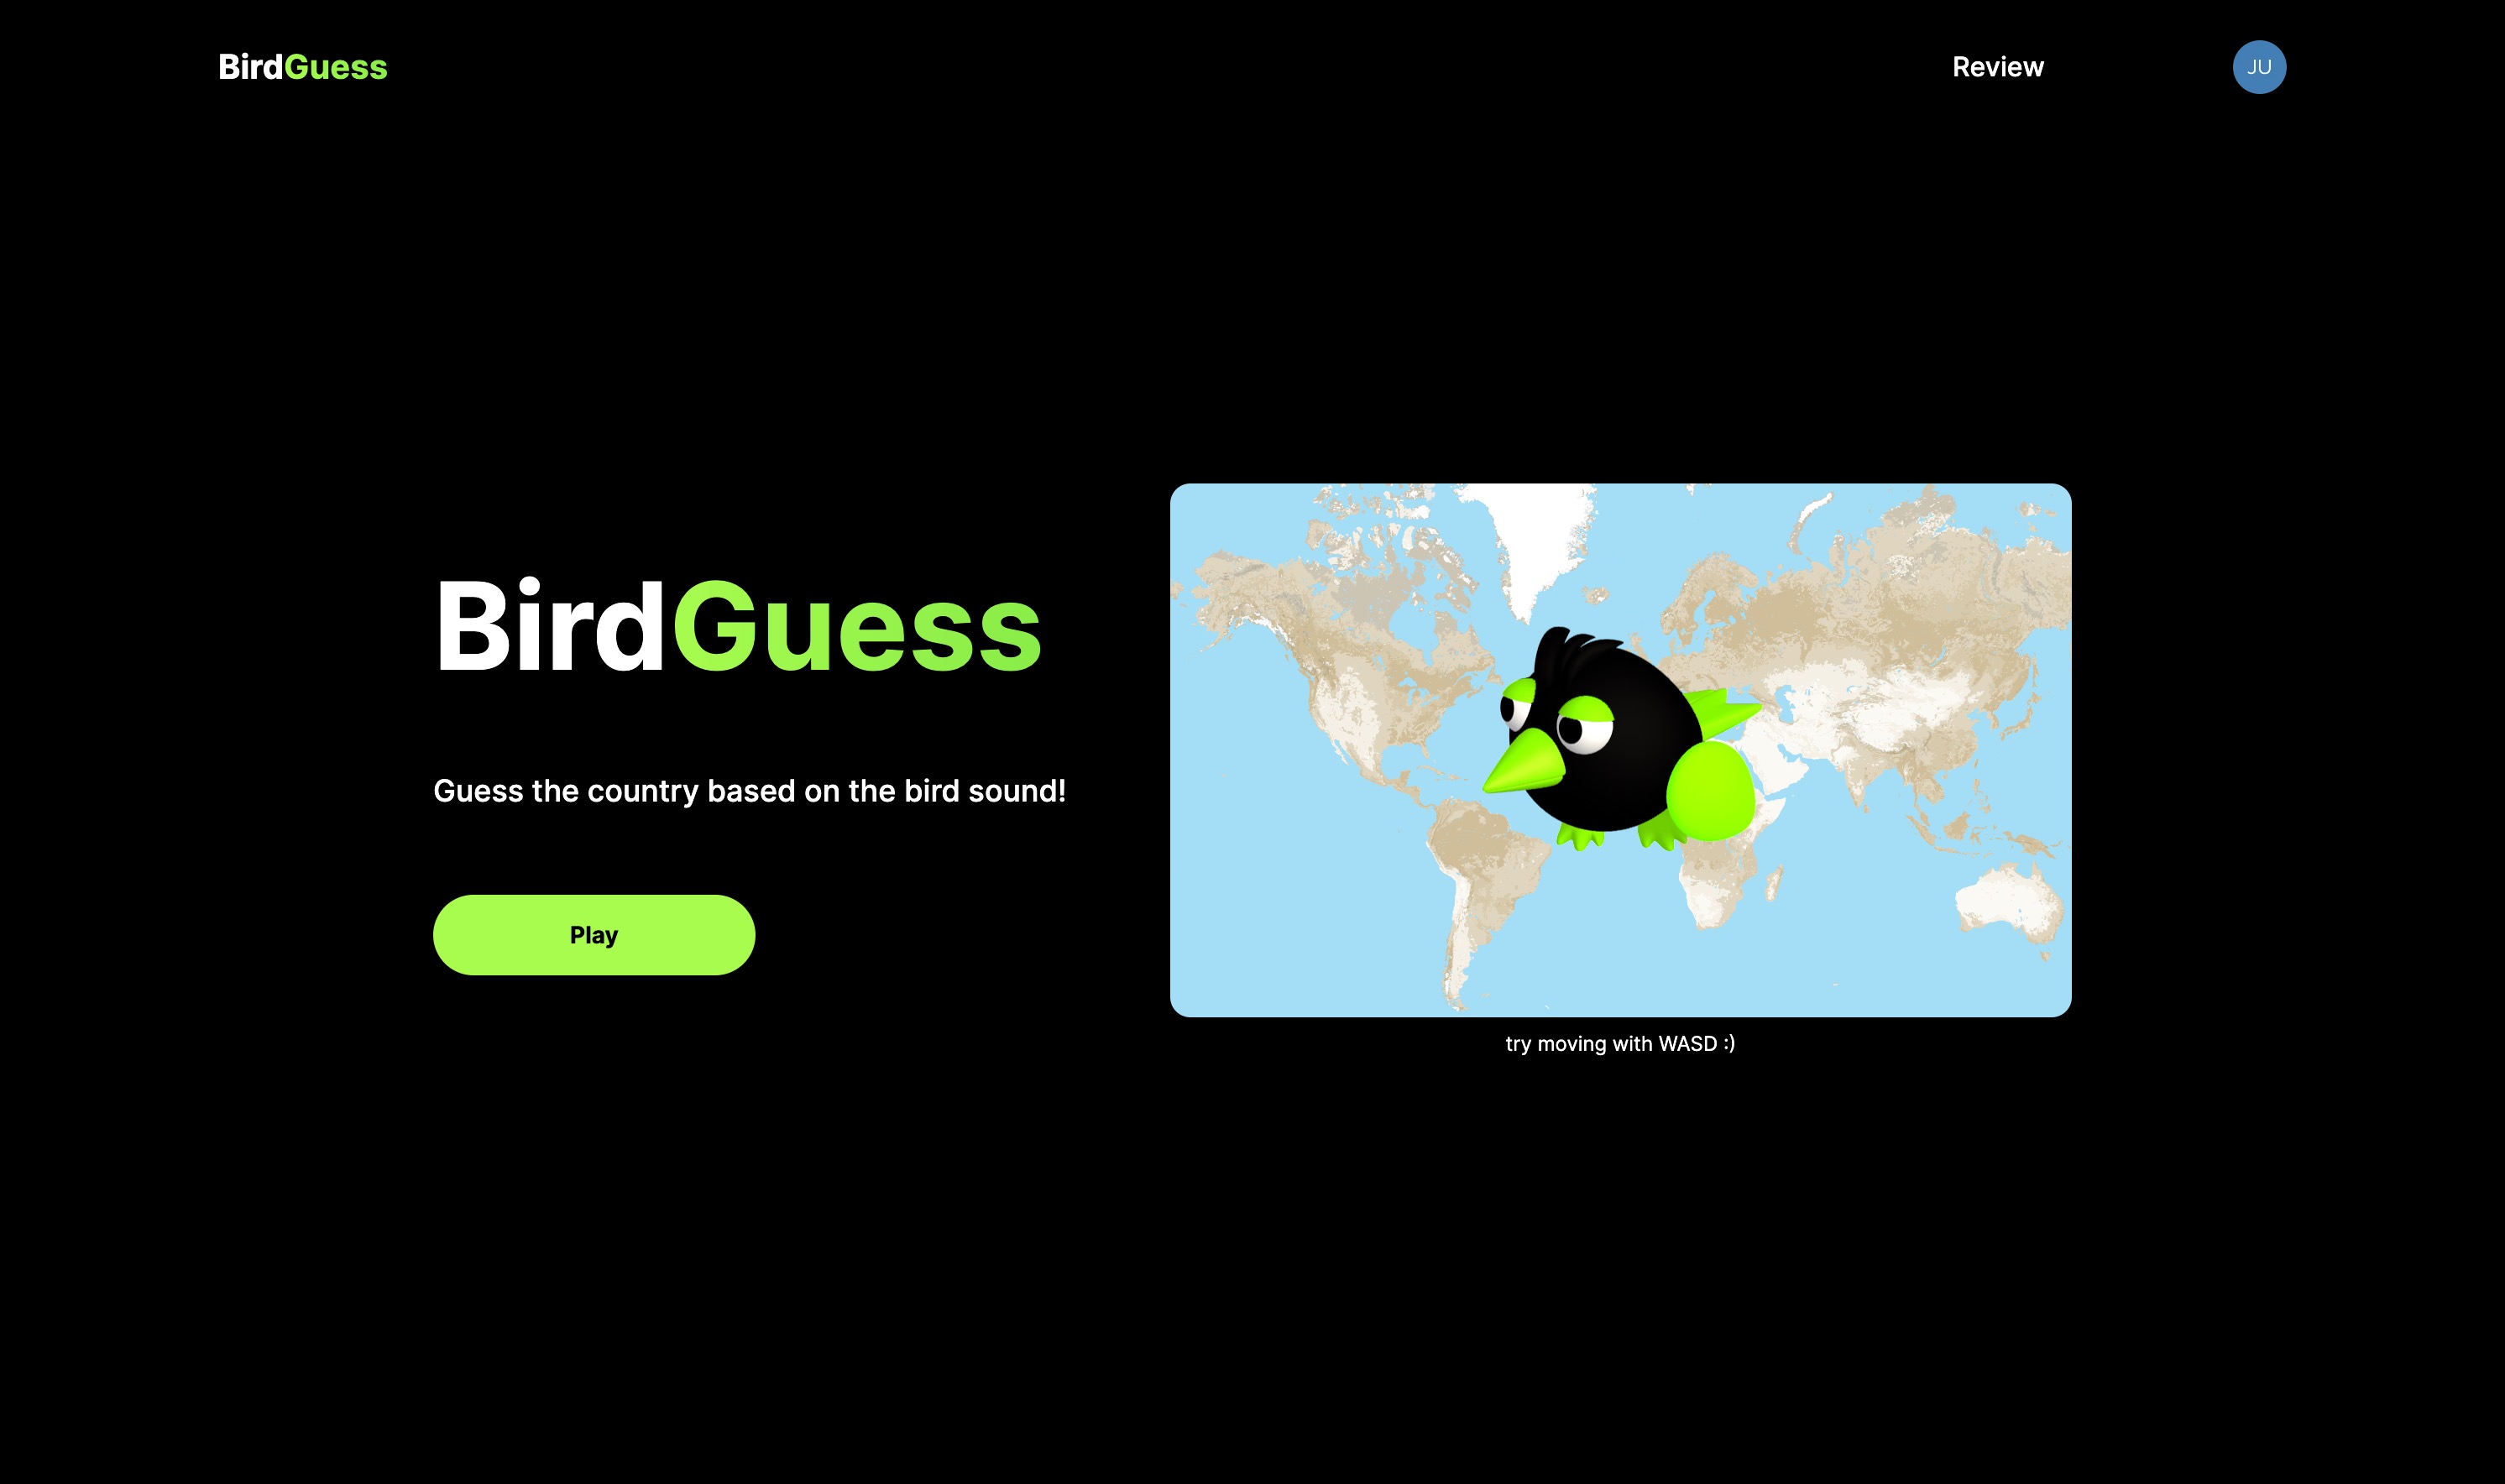 BirdGuess
Review
JU
BirdGuess
Guess the country based on the bird sound!
Play
try moving with WASD :)